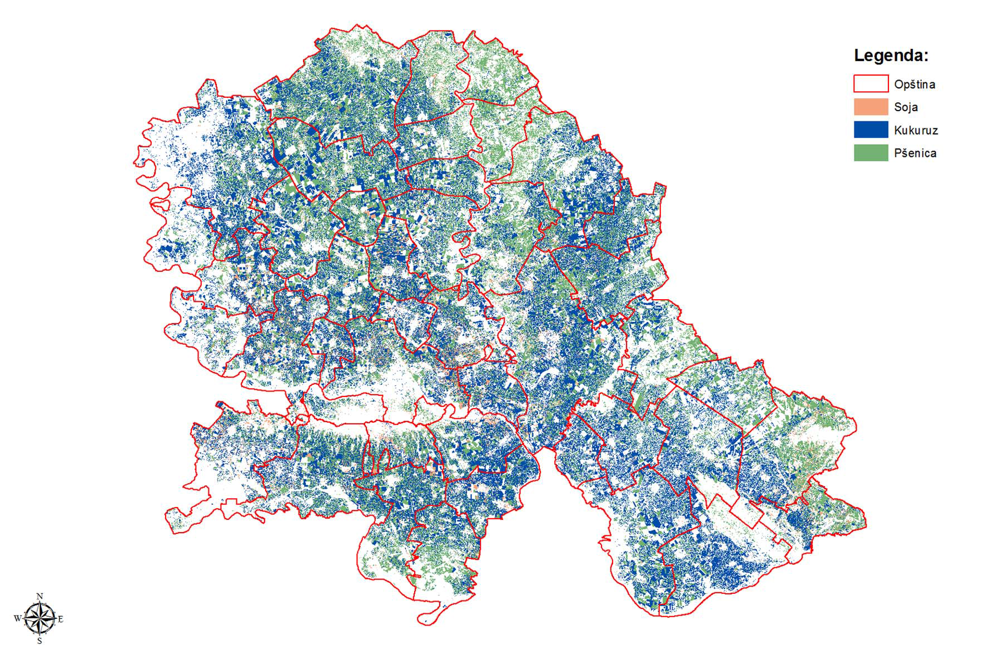 Legenda:
Opština
Soja
Kukuruz
Pšenica
N
W E
S